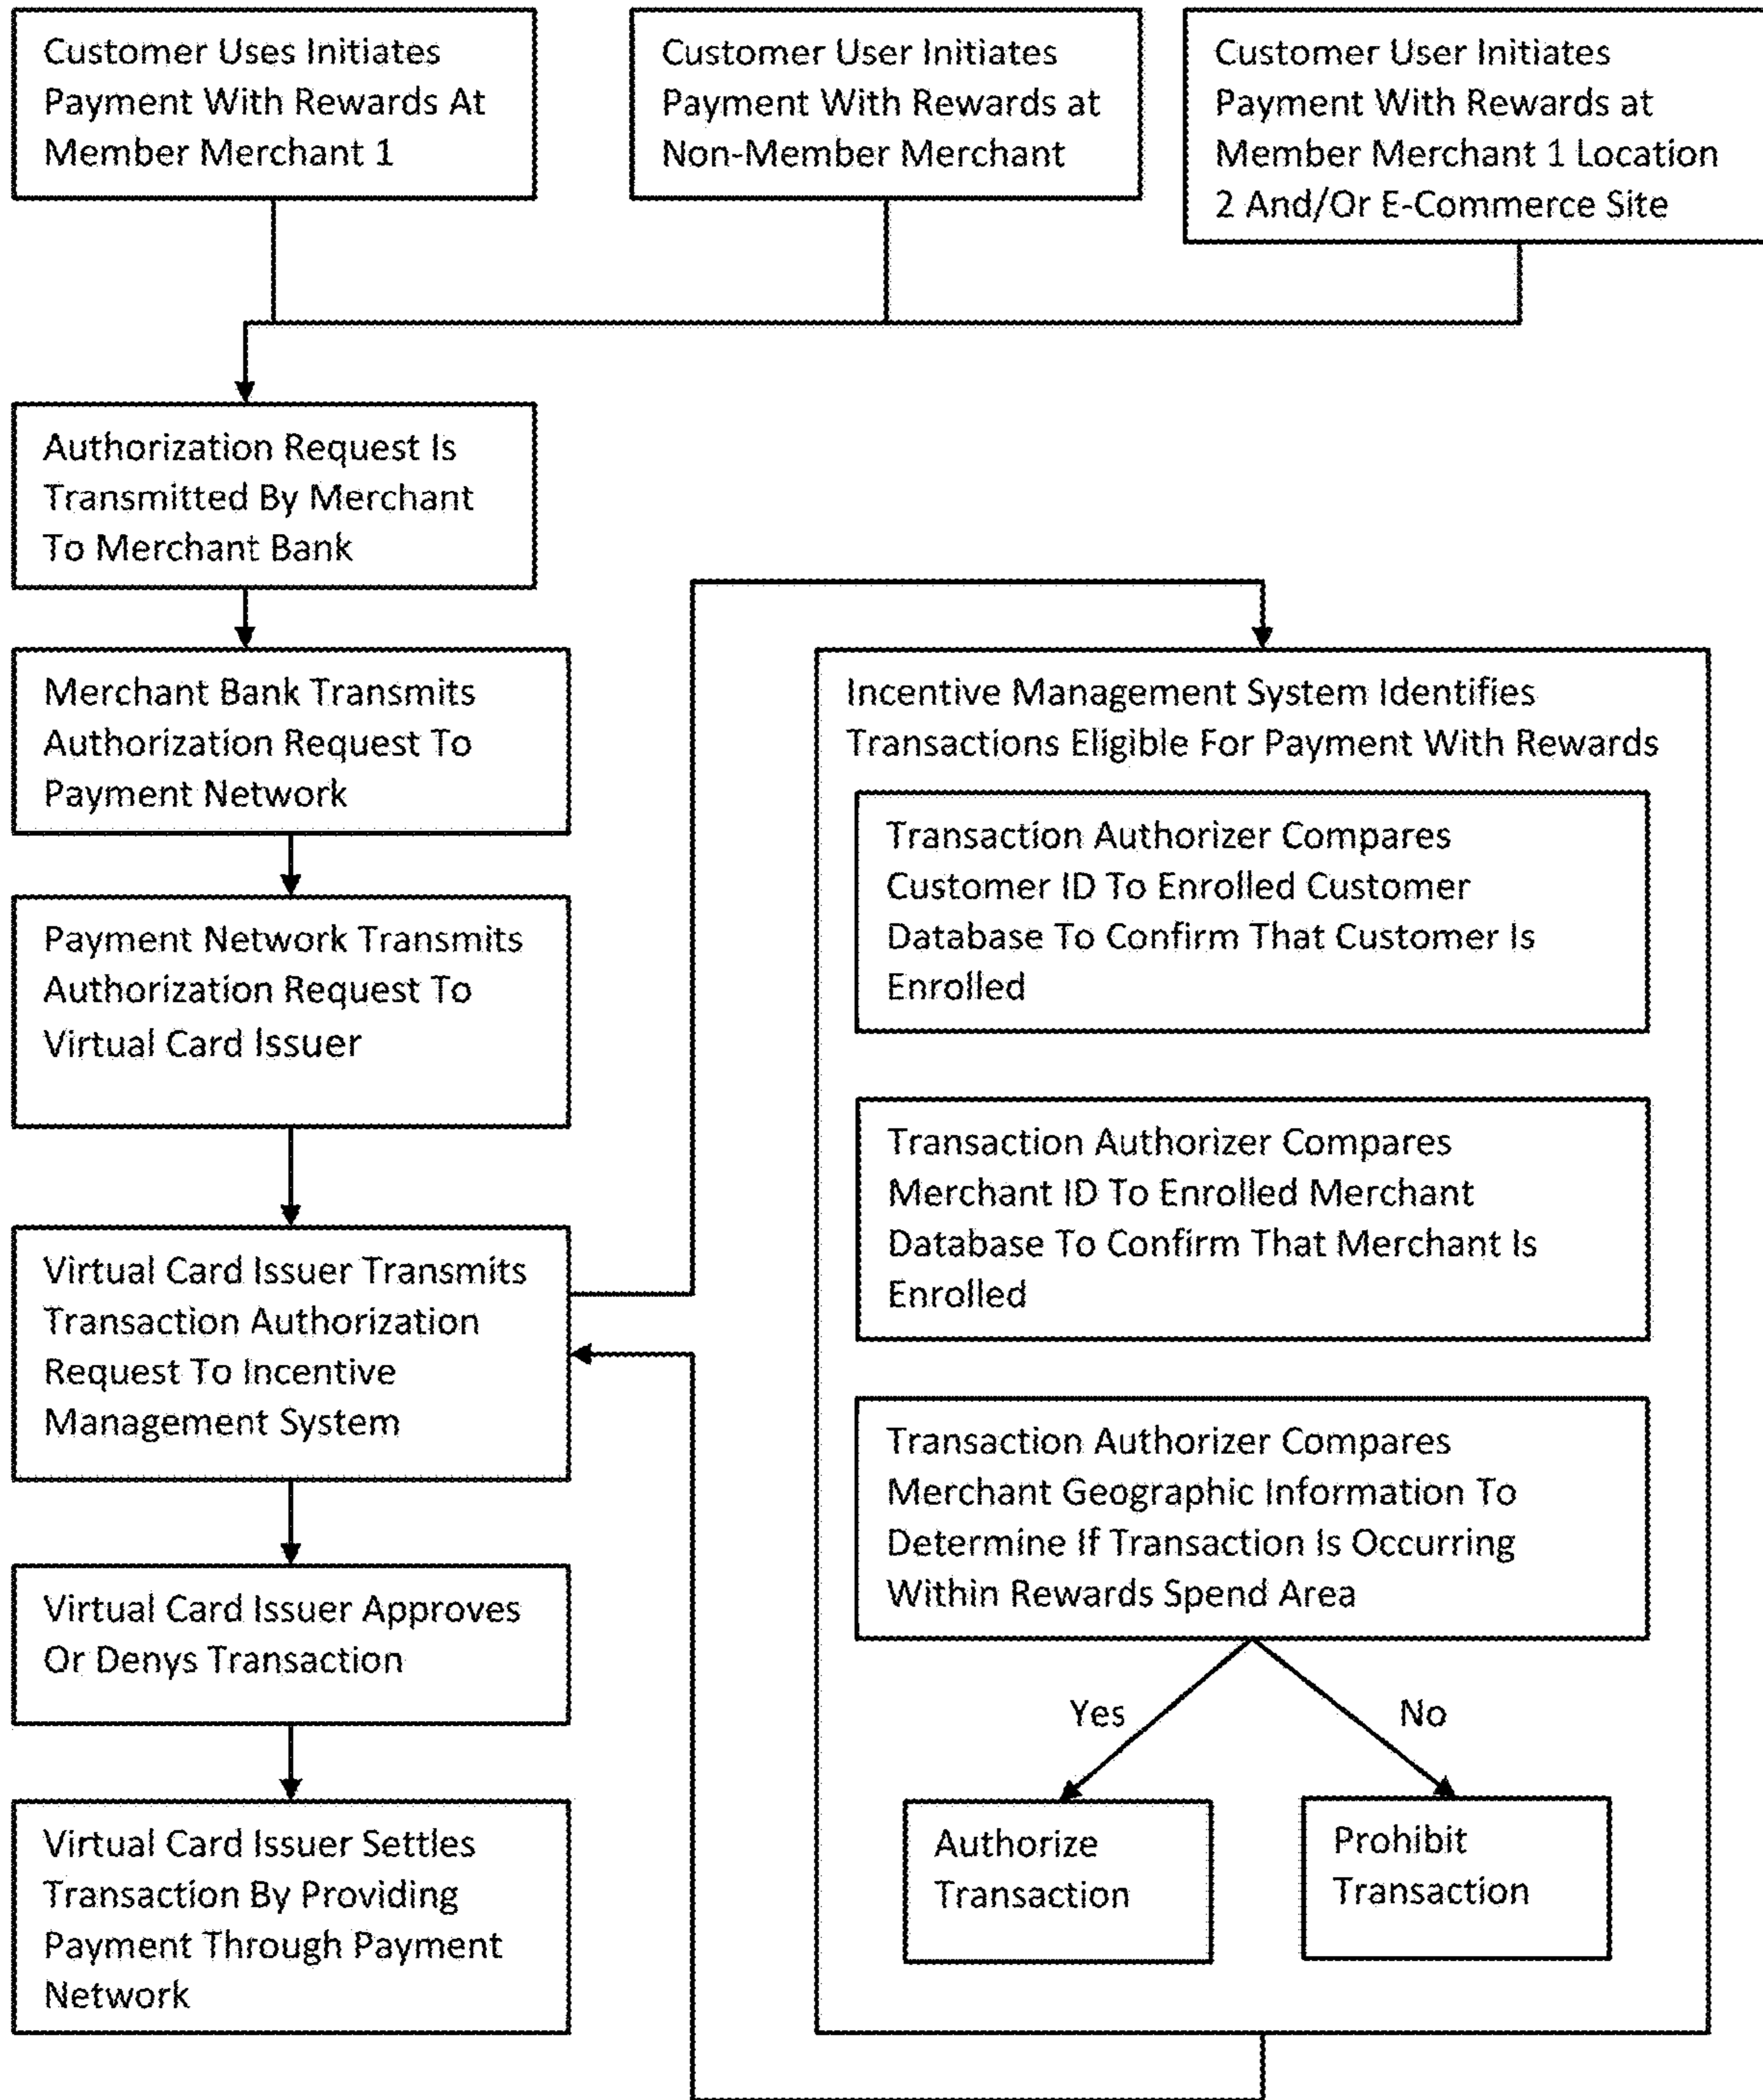 Customer Uses Initiates
Payment With Rewards At
Member Merchant 1
Customer User Initiates
Payment With Rewards at
Non-Member Merchant
Customer User Initiates
Payment With Rewards at
Member Merchant 1 Location
2 And/Or E-Commerce Site
Authorization Request Is
Transmitted By Merchant
To Merchant Bank
Merchant Bank Transmits
Authorization Request To
Payment Network
Payment Network Transmits
Authorization Request To
Virtual Card Issuer
Virtual Card Issuer Transmits
Transaction Authorization
Request To Incentive
Management System
Virtual Card Issuer Approves
Or Denys Transaction
Virtual Card Issuer Settles
Transaction By Providing
Payment Through Payment
Network
Incentive Management System Identifies
Transactions Eligible For Payment With Rewards
Transaction Authorizer Compares
Customer ID To Enrolled Customer
Database To Confirm That Customer Is
Enrolled
Transaction Authorizer Compares
Merchant ID To Enrolled Merchant
Database To Confirm That Merchant Is
Enrolled
Transaction Authorizer Compares
Merchant Geographic Information To
Determine If Transaction Is Occurring
Within Rewards Spend Area
Yes
No
Authorize
Transaction
Prohibit
Transaction